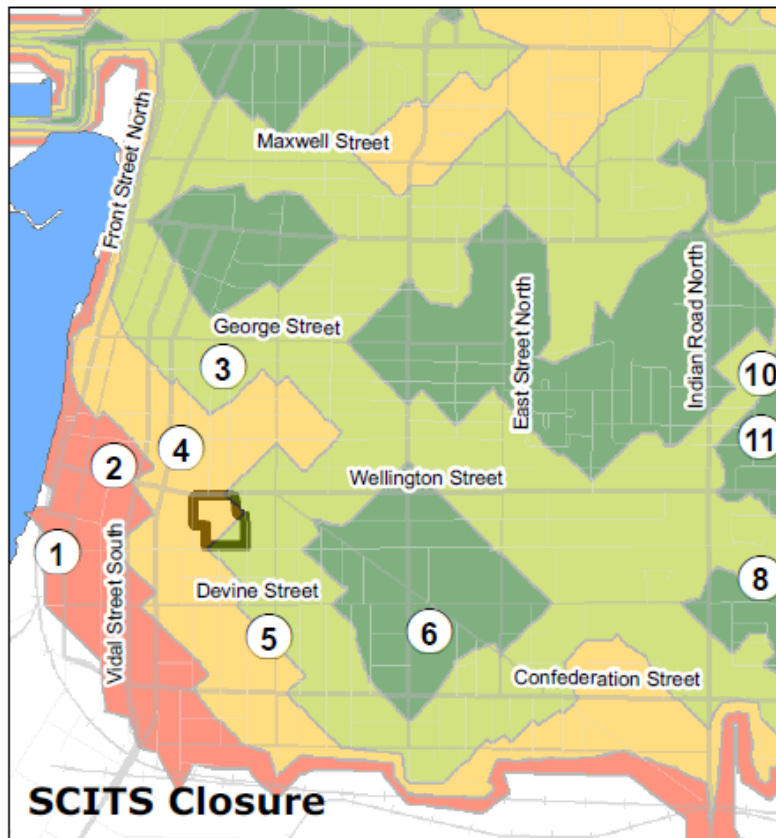 Maxwell Street
Front Street North
George Street
East Street North
Indian Road North
3
10
4
2
11
Wellington Street
1
Vidal Street South
Devine Street
8
5
6
Confederation Street
SCITS Closure